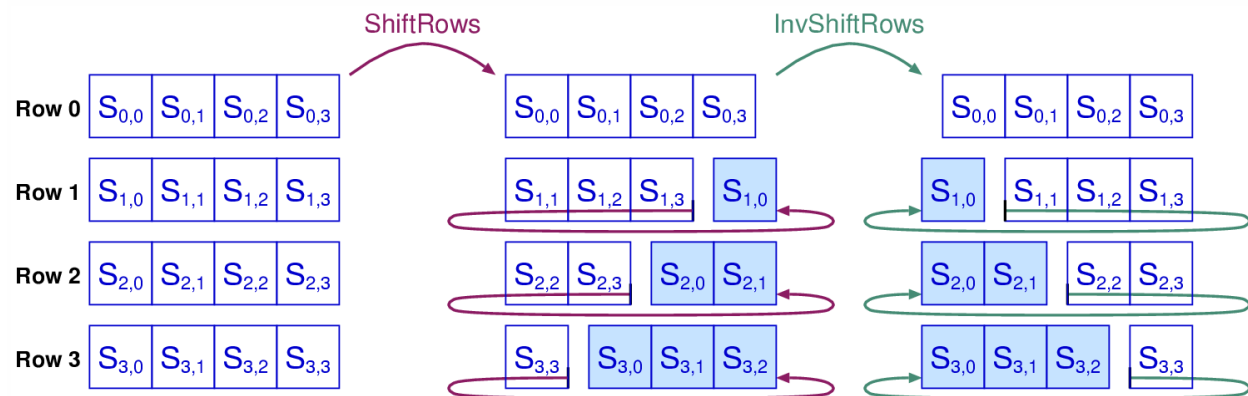 ShiftRows InvShiftRows
Row 0 S0,0 S0,1 S0,2 S0,3 S0,0 S0,1 S0,2 S0,3 S0,0 S0,1 S0,2 S0,3
Row 1 S1,0 S1,1 S1,2 S1,3 S1,1 S1,2 S1,3 S1,0 S1,0 S1,1 S1,2 S1,3
Row 2 S2,0 S2,1 S2,2 S2,3 S2,2 S2,3 S2,0 S2,1 S2,0 S2,1 S2,2 S2,3
Row 3 S3,0 S3,1 S3,2 S3,3 S3,3 S3,0 S3,1 S3,2 S3,0 S3,1 S3,2 S3,3